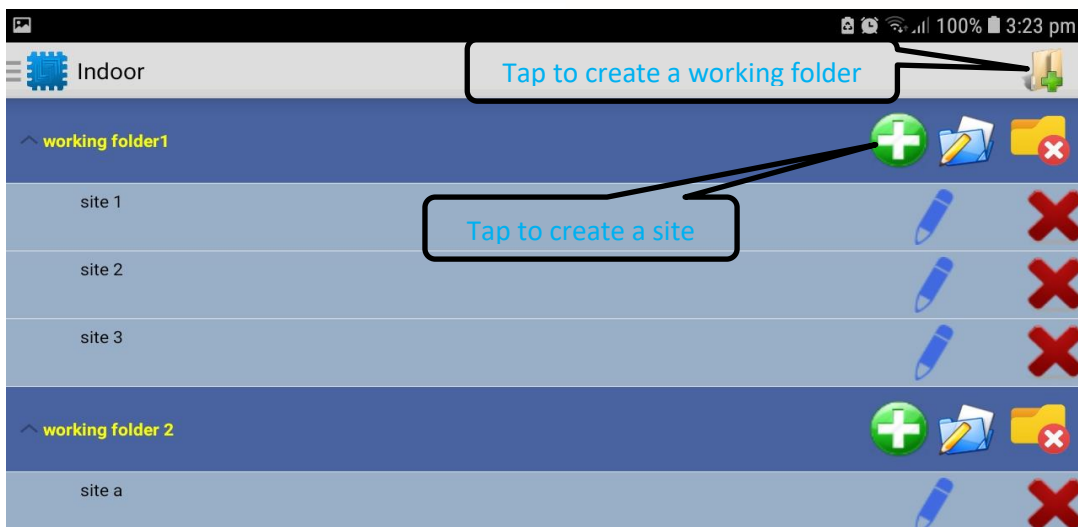 100% 3:23 pm
Indoor
Tap to create a working folder
working folder1
site 1
Tap to create a site
site 2
site 3
working folder 2
site a